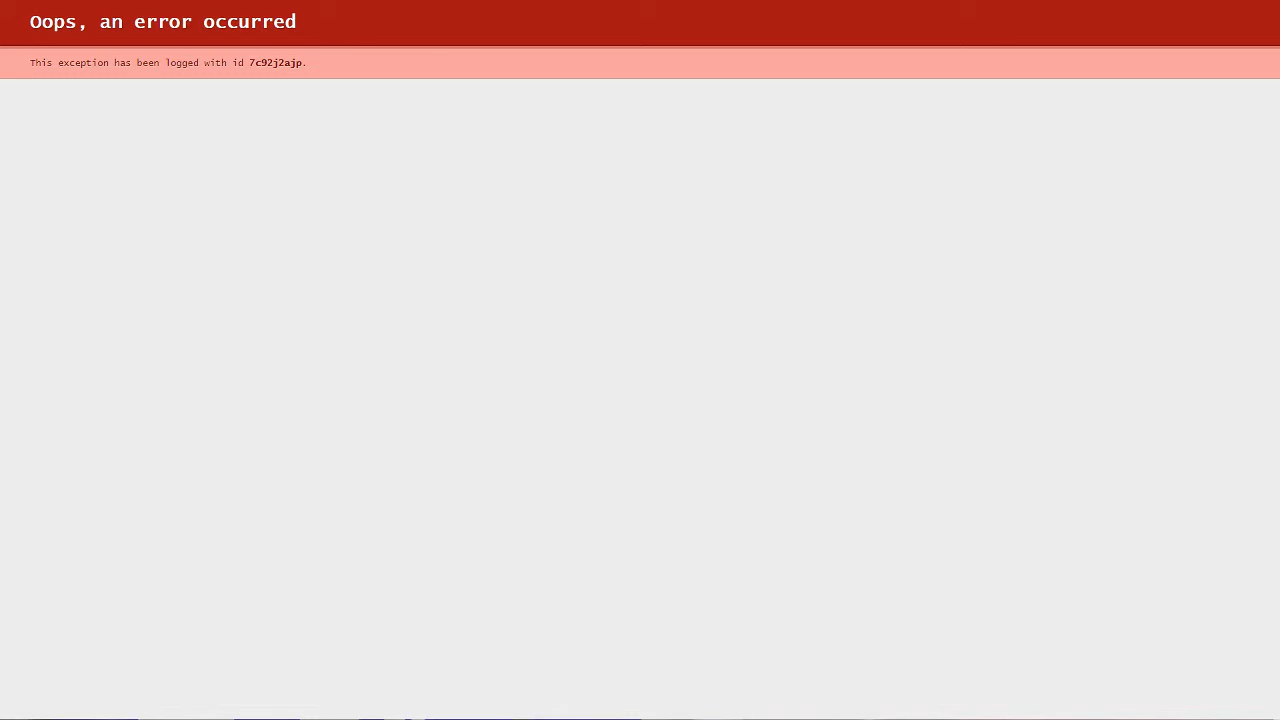 Oops, an error occurred
This exception has been logged with id 7c92j2ajp.